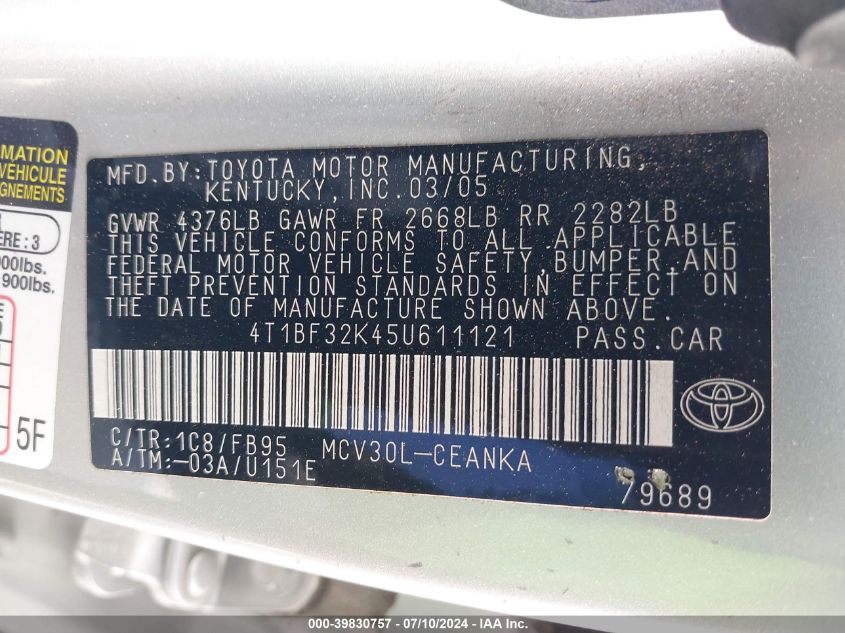 MATION
VEHICULE
GNEMENTS
ERE : 3
900lbs.
5F
MFD.BY:TOYOTA MOTOR MANUFACTURING,
KENTUCKY,INC.03/05
GVWR 4376LB GAWR FR 2668LB RR 2282LB
THIS VEHICLE CONFORMS TO ALL APPLICABLE
FEDERAL MOTOR VEHICLE SAFETY,BUMPER,AND
THEFT PREVENTION STANDARDS IN EFFECT ON
THE DATE OF MANUFACTURE SHOWN ABOVE.
4T1BF32K45U611121 PASS.CAR
C/TR:1C8/FB95 MCV30L-CEANKA
A/TM:-03A/U151E
79689
000-39830757 - 07/10/2024 - IAA Inc.